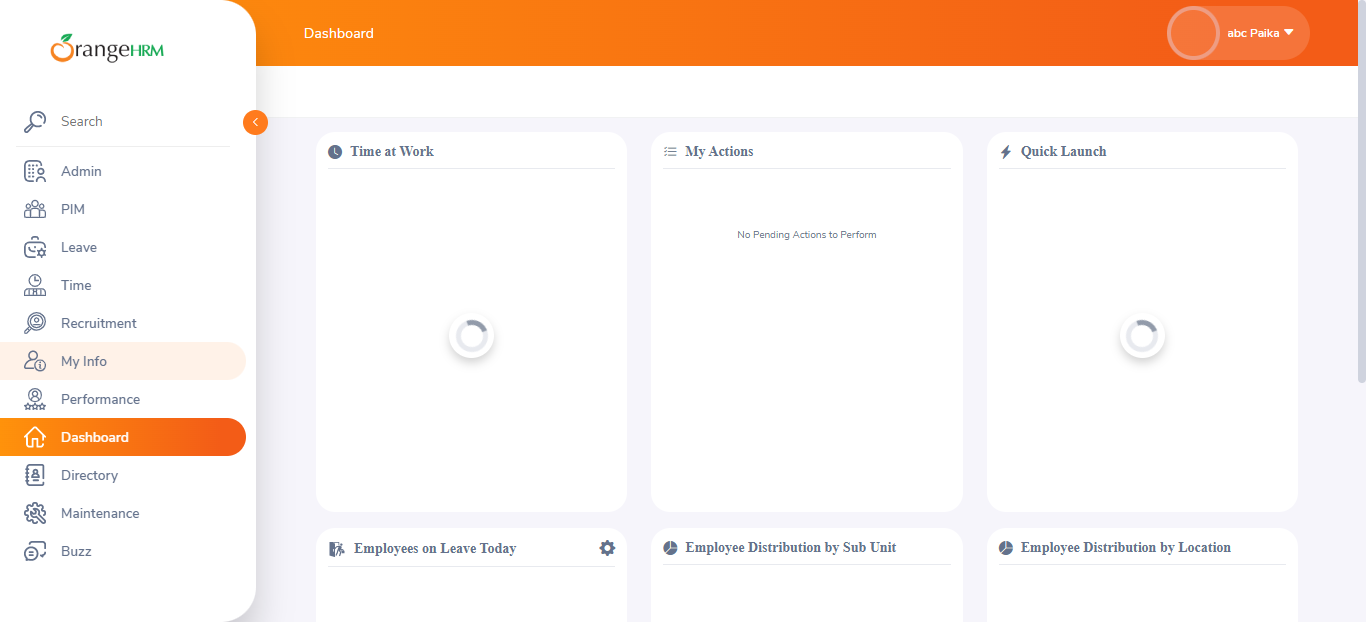 OrangeHRM
Dashboard
abc Paika
Search
Admin
PIM
Leave
Time
Recruitment
My Info
Performance
Dashboard
Directory
Maintenance
Buzz
Time at Work
My Actions
No Pending Actions to Perform
Quick Launch
Employees on Leave Today
Employee Distribution by Sub Unit
Employee Distribution by Location